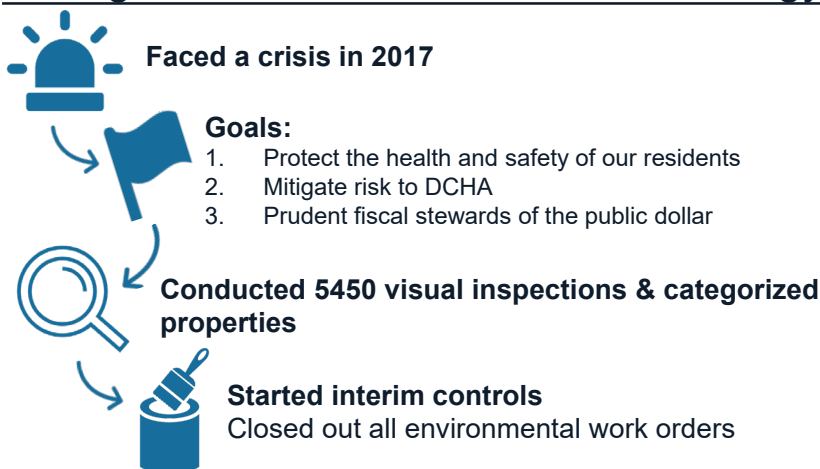 Faced a crisis in 2017
Goals:
1. Protect the health and safety of our residents
2. Mitigate risk to DCHA
3. Prudent fiscal stewards of the public dollar
Conducted 5450 visual inspections & categorized
properties
Started interim controls
Closed out all environmental work orders